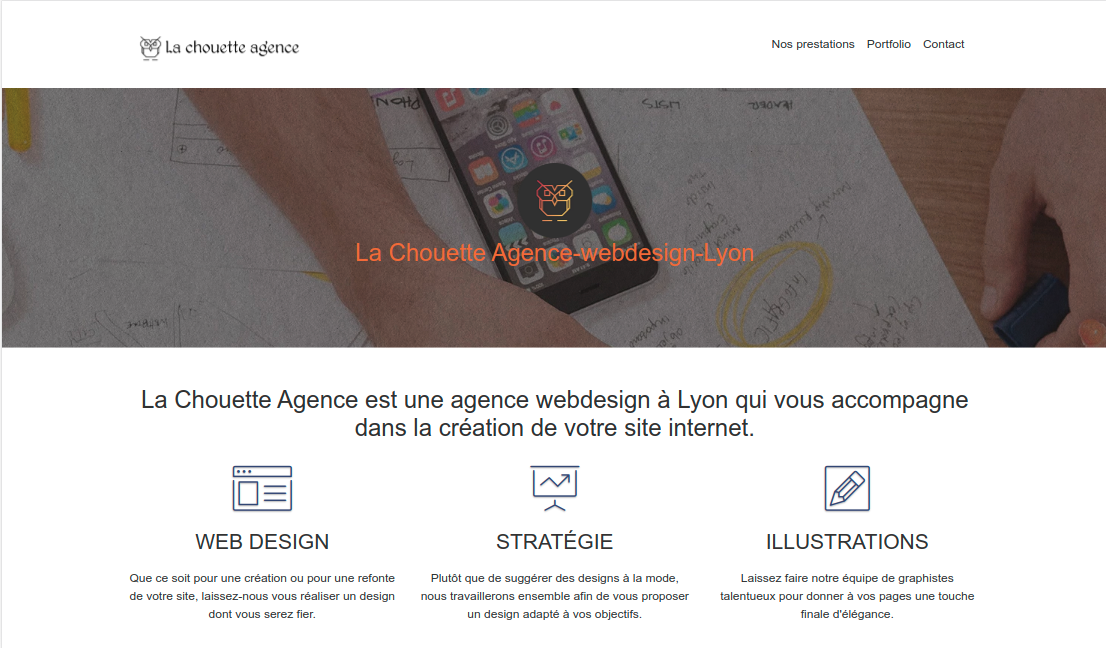 La chouette agence
Nos prestations Portfolio Contact
PHON
LISTS
HEADER
La Chouette Agence-webdesign-Lyon
La Chouette Agence est une agence webdesign à Lyon qui vous accompagne
dans la création de votre site internet.
WEB DESIGN
Que ce soit pour une création ou pour une refonte
de votre site, laissez-nous vous réaliser un design
dont vous serez fier.
STRATÉGIE
Plutôt que de suggérer des designs à la mode,
nous travaillerons ensemble afin de vous proposer
un design adapté à vos objectifs.
ILLUSTRATIONS
Laissez faire notre équipe de graphistes
talentueux pour donner à vos pages une touche
finale d'élégance.